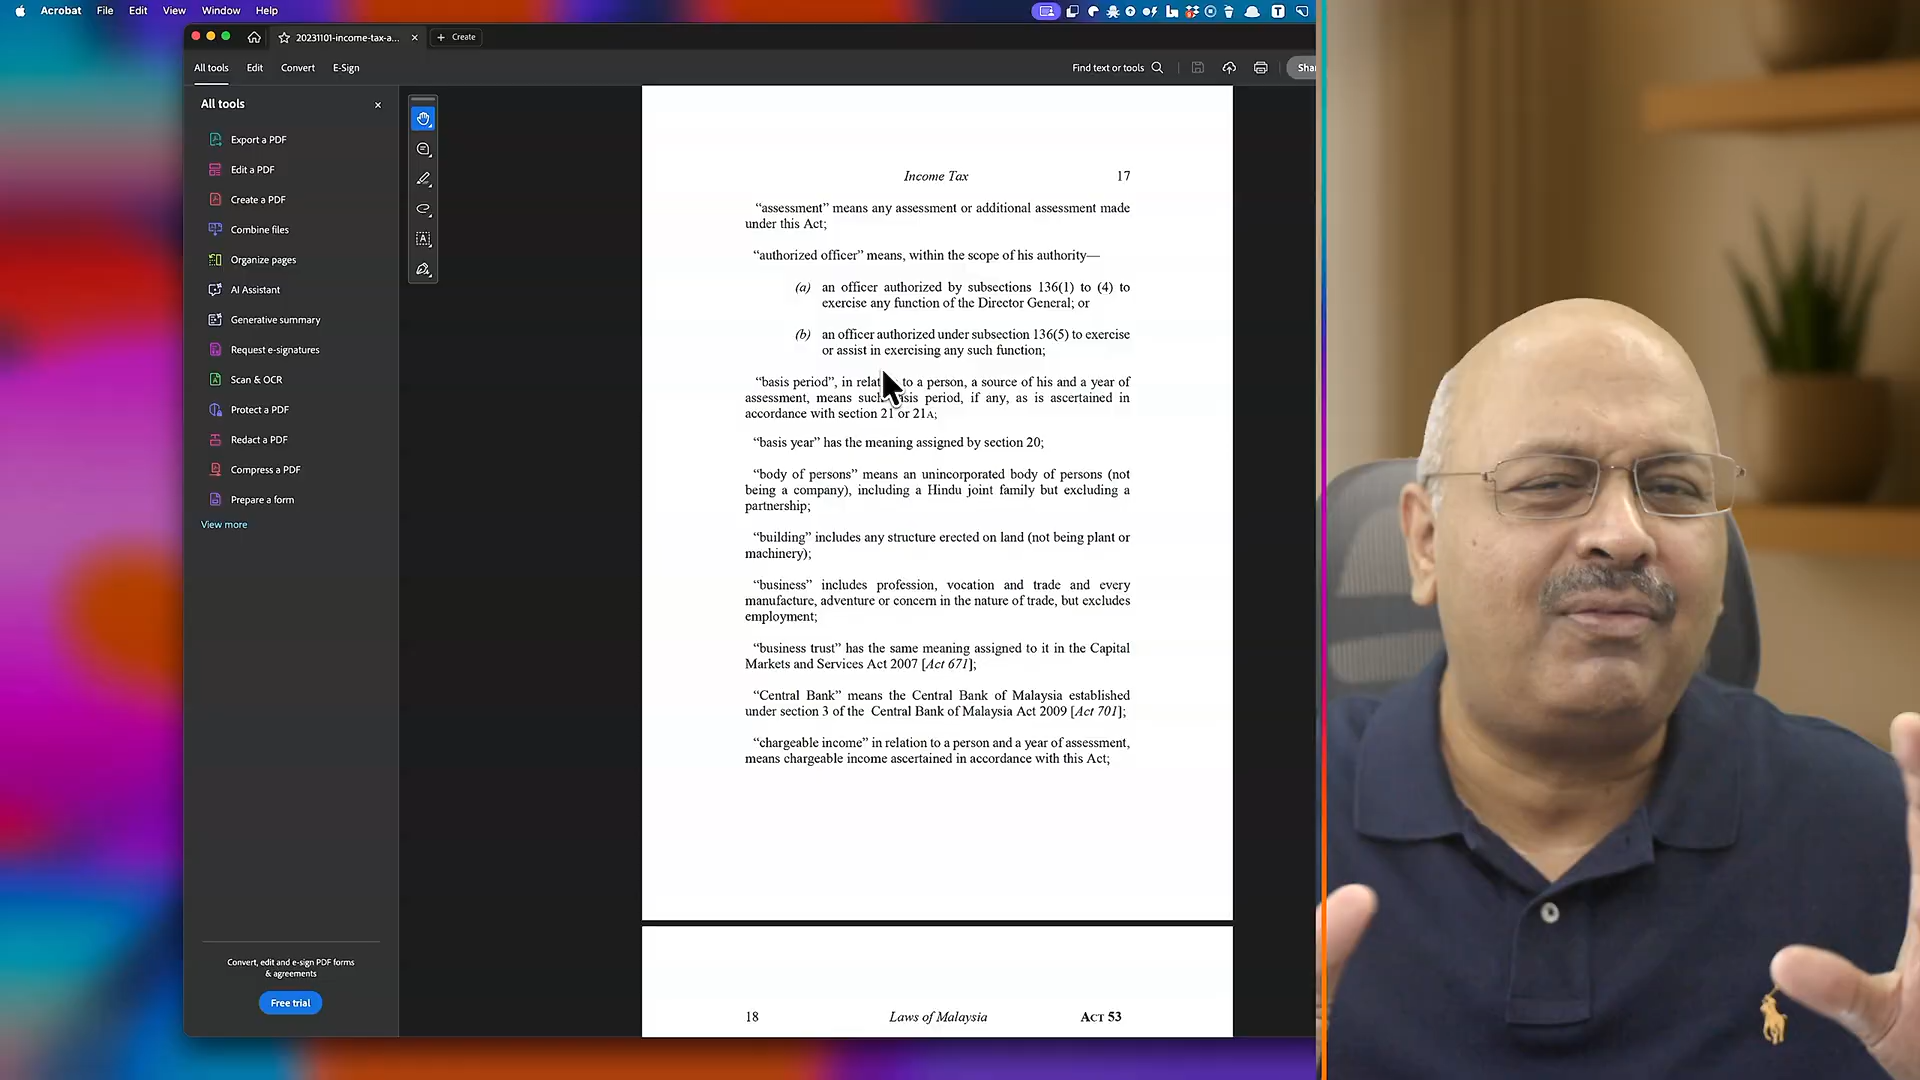 Acrobat File Edit View Window Help
20231101-income-tax-a... × + Create
All tools Edit Convert E-Sign
Find text or tools
All tools ×
Export a PDF
Edit a PDF
Create a PDF
Combine files
Organize pages
AI Assistant
Generative summary
Request e-signatures
Scan & OCR
Protect a PDF
Redact a PDF
Compress a PDF
Prepare a form
View more
Convert, edit and e-sign PDF forms
& agreements
Free trial
Income Tax 17
“assessment” means any assessment or additional assessment made
under this Act;
“authorized officer” means, within the scope of his authority—
(a) an officer authorized by subsections 136(1) to (4) to
exercise any function of the Director General; or
(b) an officer authorized under subsection 136(5) to exercise
or assist in exercising any such function;
“basis period”, in to a person, a source of his and a year of
assessment, means period, if any, as is ascertained in
accordance with section 21 or 21A;
“basis year” has the meaning assigned by section 20;
“body of persons” means an unincorporated body of persons (not
being a company), including a Hindu joint family but excluding a
partnership;
“building” includes any structure erected on land (not being plant or
machinery);
“business” includes profession, vocation and trade and every
manufacture, adventure or concern in the nature of trade, but excludes
employment;
“business trust” has the same meaning assigned to it in the Capital
Markets and Services Act 2007 [Act 671];
“Central Bank” means the Central Bank of Malaysia established
under section 3 of the Central Bank of Malaysia Act 2009 [Act 701];
“chargeable income” in relation to a person and a year of assessment,
means chargeable income ascertained in accordance with this Act;
18 Laws of Malaysia ACT 53